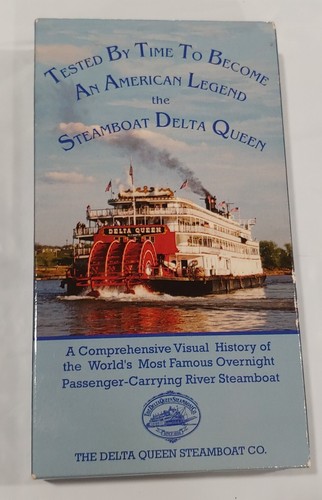 TESTED BY TIME TO BECOME
AN AMERICAN LEGEND
the
STEAMBOAT DELTA QUEEN
DELTA QUEEN
A Comprehensive Visual History of
the World's Most Famous Overnight
Passenger-Carrying River Steamboat
THE DELTA QUEEN STEAMBOAT CO.